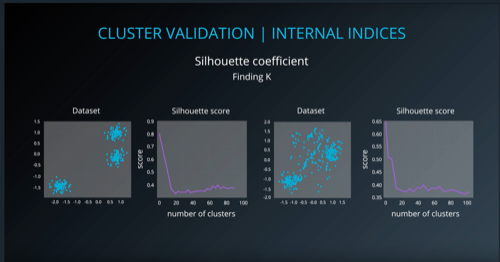 CLUSTER VALIDATION | INTERNAL INDICES
Silhouette coefficient
Finding K
Dataset
1.5
1.0
0.5
0.0
-0.5
-1.0
-1.5
-2.0 -1.5 -1.0 -0.5 0.0 0.5 1.0
Silhouette score
score
0.9
0.8
0.7
0.6
0.5
0.4
0 20 40 60 80 100
number of clusters
Dataset
2.0
1.5
1.0
0.5
0.0
-0.5
-1.0
-1.5
-2.0
-1.5 -1.0 -0.5 -0.0 0.5 1.0 1.5
Silhouette score
score
0.65
0.60
0.55
0.50
0.45
0.40
0.35
0 20 40 60 80 100
number of clusters